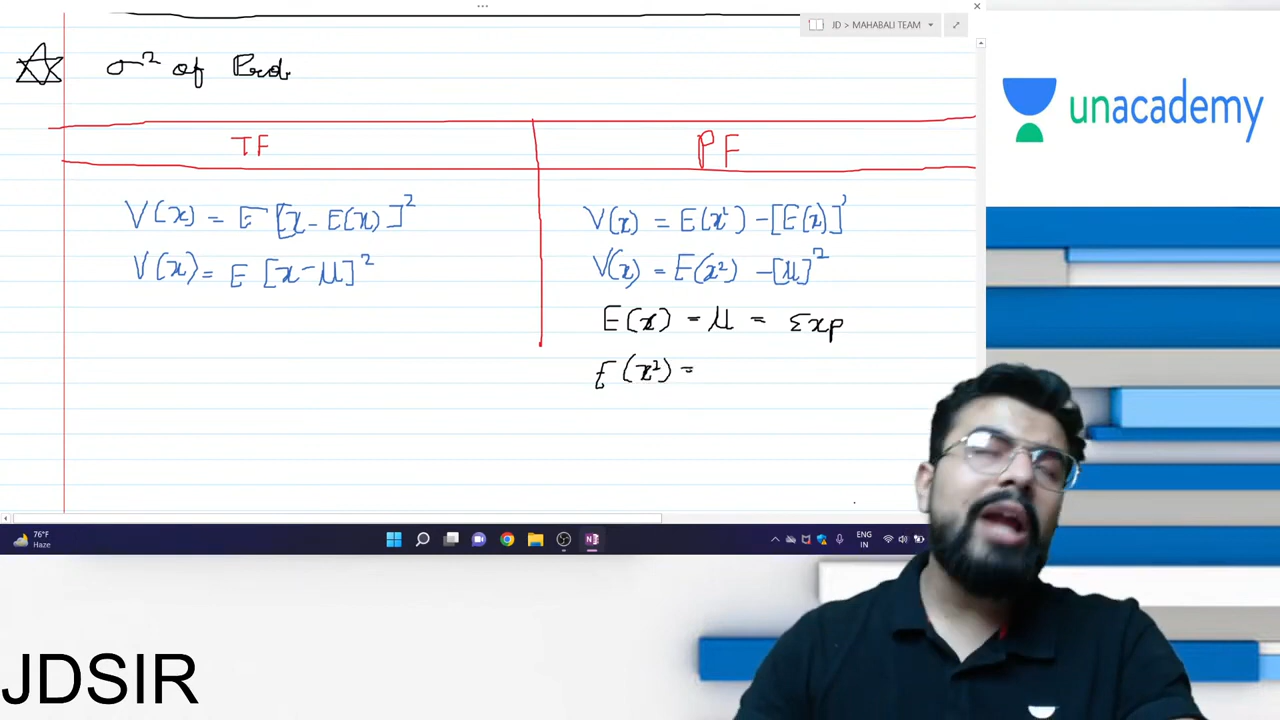 JD > MAHABALI TEAM
☆ σ² of Prob
unacademy
TF
PF
V(x) = E [x - E(x)]²
V(x) = E(x²) - [E(x)]²
V(x) = E [x - μ]²
V(x) = E(x²) - [μ]²
E(x) = μ = Σxp
E(x²) =
76°F
Haze
ENG
IN
JDSIR